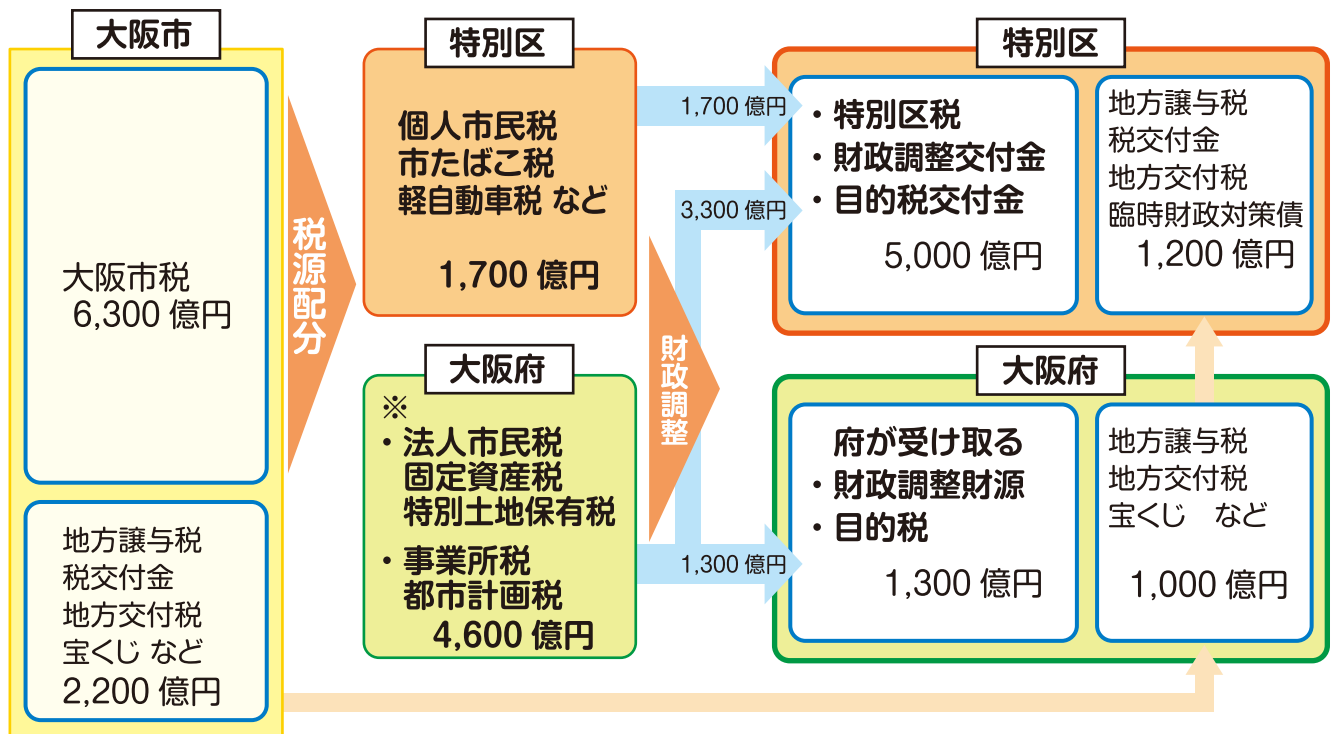 大阪市
大阪市税
6,300 億円
地方譲与税
税交付金
地方交付税
宝くじ など
2,200 億円
税源配分
特別区
個人市民税
市たばこ税
軽自動車税 など
1,700 億円
大阪府
※
・法人市民税
固定資産税
特別土地保有税
・事業所税
都市計画税
4,600 億円
財政調整
1,700 億円
3,300 億円
1,300 億円
特別区
・特別区税
・財政調整交付金
・目的税交付金
5,000 億円
地方譲与税
税交付金
地方交付税
臨時財政対策債
1,200 億円
大阪府
府が受け取る
・財政調整財源
・目的税
1,300 億円
地方譲与税
地方交付税
宝くじ など
1,000 億円